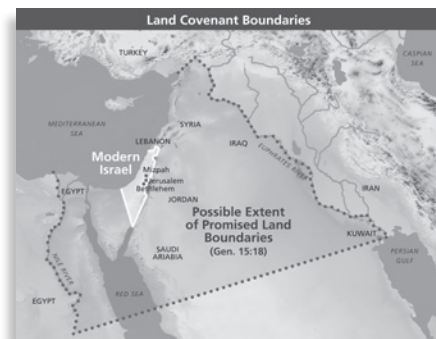 Land Covenant Boundaries
TURKEY
CASPIAN
SEA
MEDITERRANEAN
SEA
SYRIA
LEBANON
IRAQ
EUPHRATES RIVER
Modern
Israel
Mizpah
Jerusalem
Bethlehem
IRAN
EGYPT
JORDAN
Possible Extent
of Promised Land
Boundaries
(Gen. 15:18)
KUWAIT
NILE RIVER
SAUDI
ARIABIA
PERSIAN
GULF
EGYPT
RED SEA